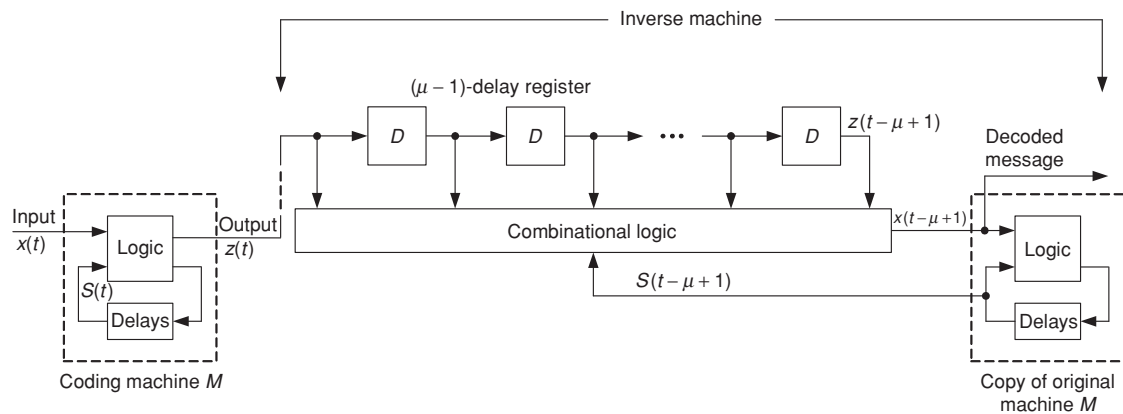 Inverse machine
(μ − 1)-delay register
D
D
D
z(t − μ + 1)
Decoded
message
Input
x(t)
Logic
S(t)
Delays
Output
z(t)
Combinational logic
x(t − μ + 1)
S(t − μ + 1)
Logic
Delays
Coding machine M
Copy of original
machine M